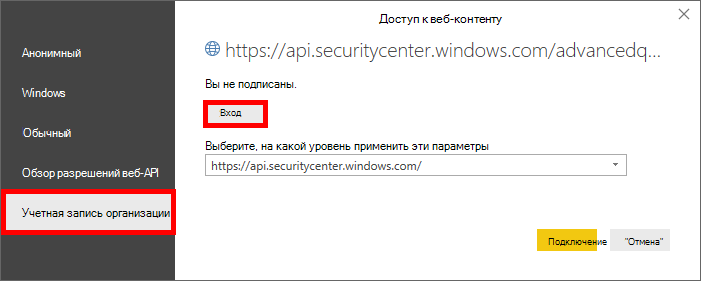 Доступ к веб-контенту
Анонимный
Windows
Обычный
Обзор разрешений веб-API
Учетная запись организации
https://api.securitycenter.windows.com/advancedq...
Вы не подписаны.
Вход
Выберите, на какой уровень применить эти параметры
https://api.securitycenter.windows.com/
Подключение
"Отмена"